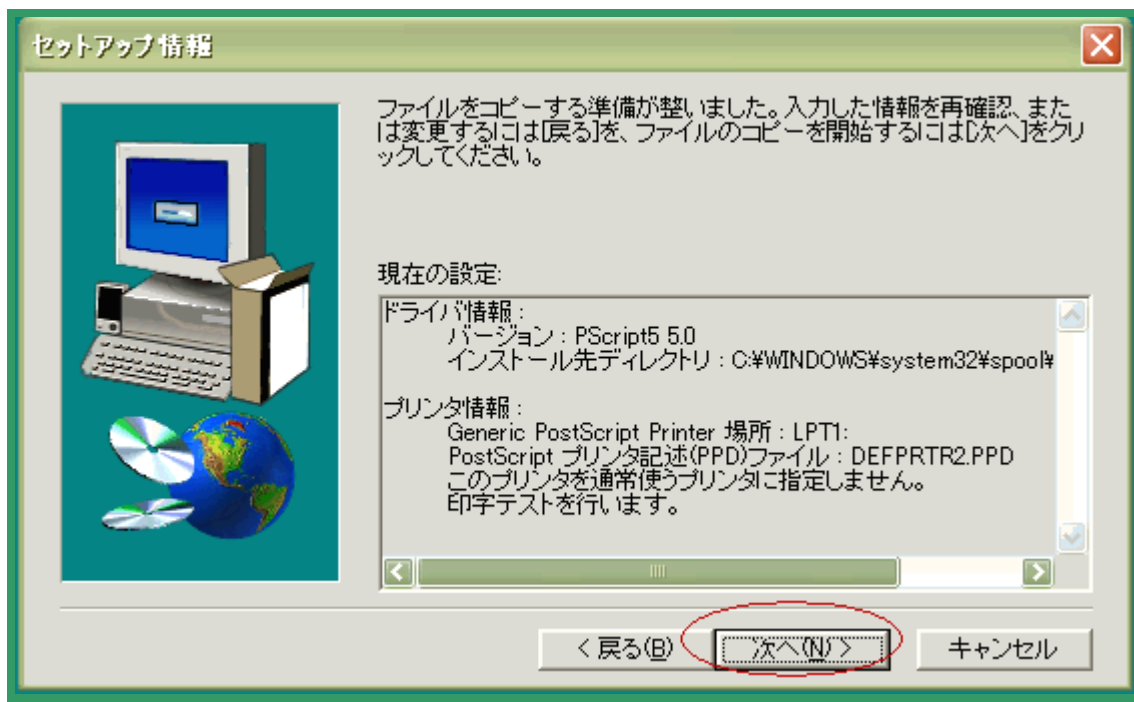 セットアップ情報
ファイルをコピーする準備が整いました。入力した情報を再確認、また
は変更するには[戻る]を、ファイルのコピーを開始するには[次へ]をクリ
ックしてください。
現在の設定:
ドライバ情報 :
バージョン : PScript5 5.0
インストール先ディレクトリ : C:¥WINDOWS¥system32¥spool¥
プリンタ情報 :
Generic PostScript Printer 場所 : LPT1:
PostScript プリンタ記述(PPD)ファイル : DEFPRTR2.PPD
このプリンタを通常使うプリンタに指定しません。
印字テストを行います。
< 戻る(B)
次へ(N) >
キャンセル